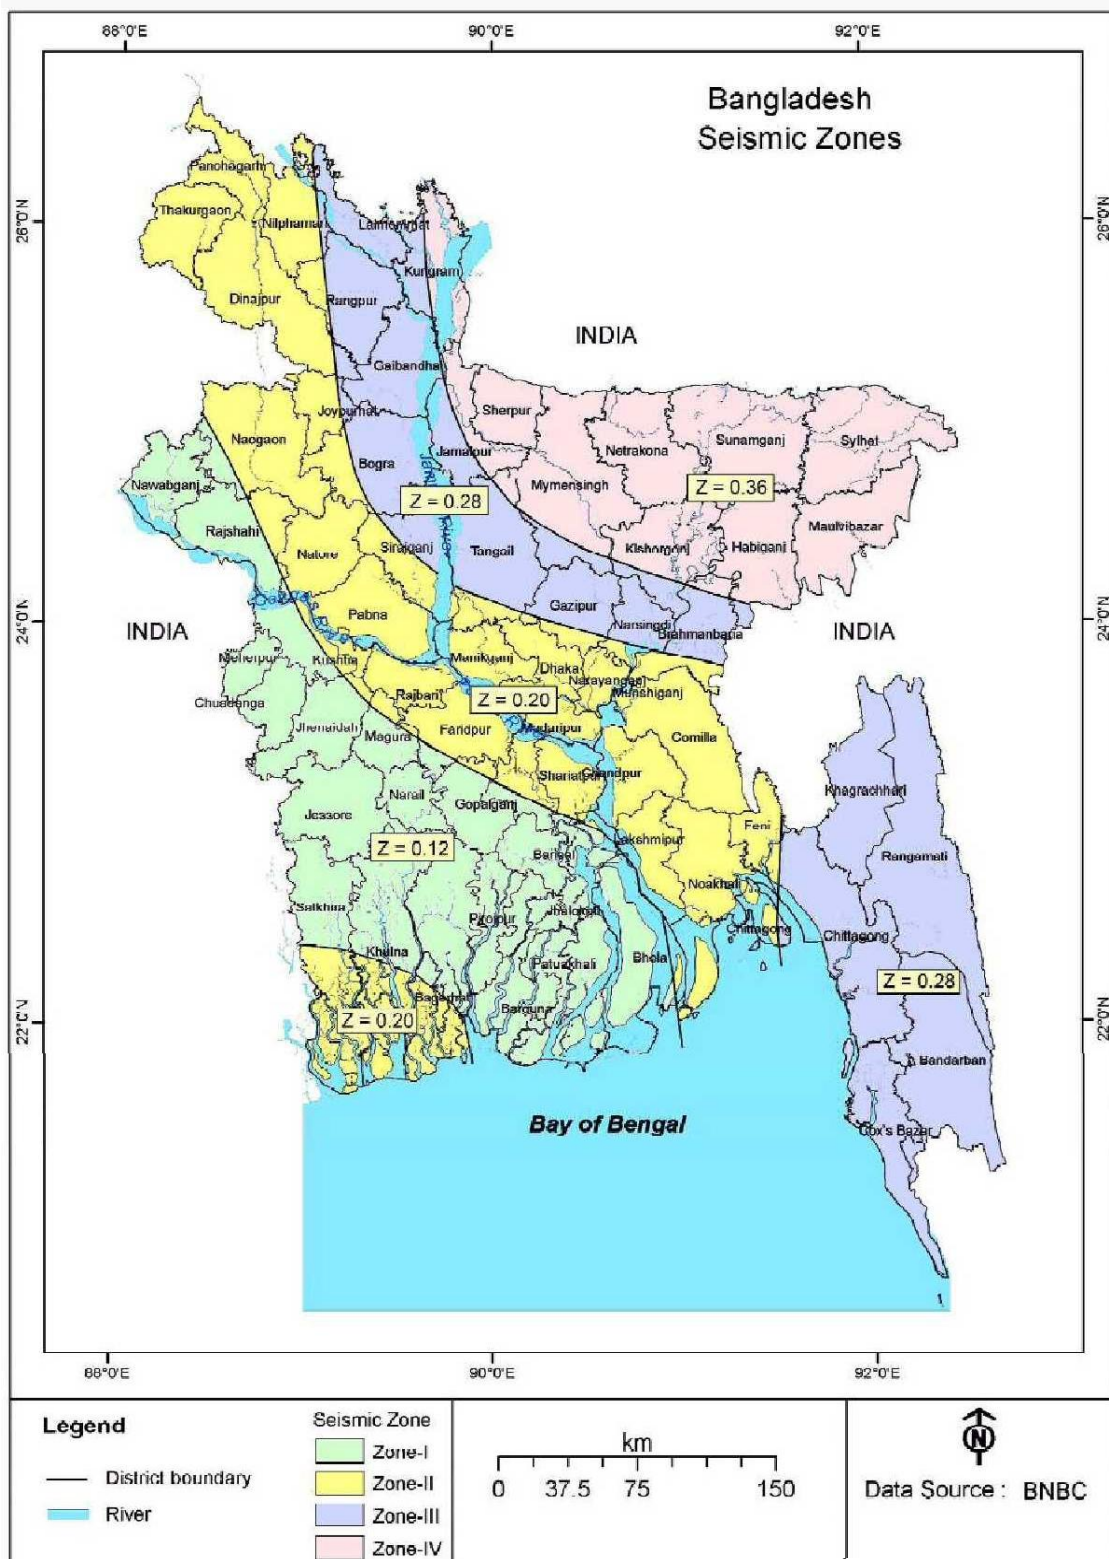 88°0'E 90°0'E 92°0'E
Bangladesh
Seismic Zones
Panchagarh
26°0'N
26°0'N
Thakurgaon
Nilphamari
Lalmonirhat
Kurigram
Dinajpur
Rangpur
INDIA
Gaibandha
Joypurhat
Sherpur
Naogaon
Netrakona
Sunamganj
Sylhet
Bogra
Jamalpur
Nawabganj
Mymensingh
Z = 0.28
Z = 0.36
Rajshahi
Maulvibazar
Natore
Sirajganj
Tangail
Kishorgonj
Habiganj
Gazipur
Pabna
24°0'N
INDIA
Narsingdi
Brahmanbaria
INDIA
24°0'N
Meherpur
Kushtia
Manikganj
Dhaka
Narayanganj
Munshiganj
Chuadanga
Rajbari
Z = 0.20
Jhenaidah
Magura
Faridpur
Madaripur
Comilla
Shariatpur
Chandpur
Khagrachhari
Narail
Gopalganj
Jessore
Lakshmipur
Feni
Z = 0.12
Barisal
Rangamati
Noakhali
Satkhira
Pirojpur
Jhalokati
Chittagong
Chittagong
Khulna
Patuakhali
Bhola
Z = 0.28
Bagerhat
Barguna
22°0'N
Z = 0.20
22°0'N
Bandarban
Bay of Bengal
Cox's Bazar
88°0'E 90°0'E 92°0'E
Legend
District boundary
River
Seismic Zone
Zone-I
Zone-II
Zone-III
Zone-IV
km
0 37.5 75 150
N
Data Source : BNBC